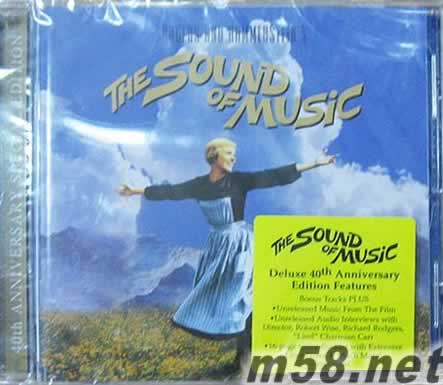 RODGERS AND HAMMERSTEIN'S
THE SOUND
OF MUSIC
40th ANNIVERSARY SPECIAL EDITION
THE SOUND
OF MUSIC
Deluxe 40th Anniversary
Edition Features
Bonus Tracks PLUS
•Unreleased Music From The Film
•Unreleased Audio Interviews with
Director, Robert Wise, Richard Rodgers,
"Liesl" Charmian Carr
with Extensive
m58.net